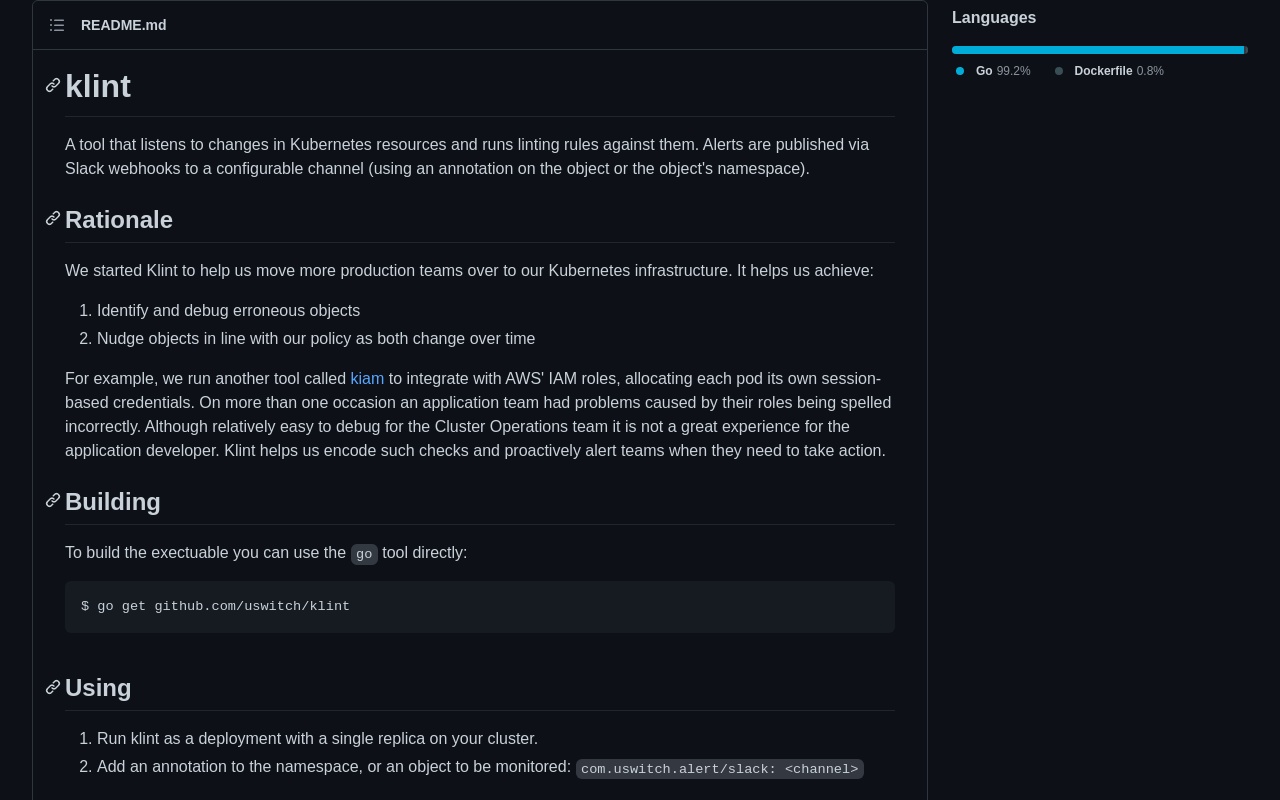 README.md
klint
A tool that listens to changes in Kubernetes resources and runs linting rules against them. Alerts are published via
Slack webhooks to a configurable channel (using an annotation on the object or the object's namespace).
Rationale
We started Klint to help us move more production teams over to our Kubernetes infrastructure. It helps us achieve:
1. Identify and debug erroneous objects
2. Nudge objects in line with our policy as both change over time
For example, we run another tool called kiam to integrate with AWS' IAM roles, allocating each pod its own session-
based credentials. On more than one occasion an application team had problems caused by their roles being spelled
incorrectly. Although relatively easy to debug for the Cluster Operations team it is not a great experience for the
application developer. Klint helps us encode such checks and proactively alert teams when they need to take action.
Building
To build the exectuable you can use the go tool directly:
$ go get github.com/uswitch/klint
Using
1. Run klint as a deployment with a single replica on your cluster.
2. Add an annotation to the namespace, or an object to be monitored: com.uswitch.alert/slack: <channel>
Languages
Go 99.2%
Dockerfile 0.8%